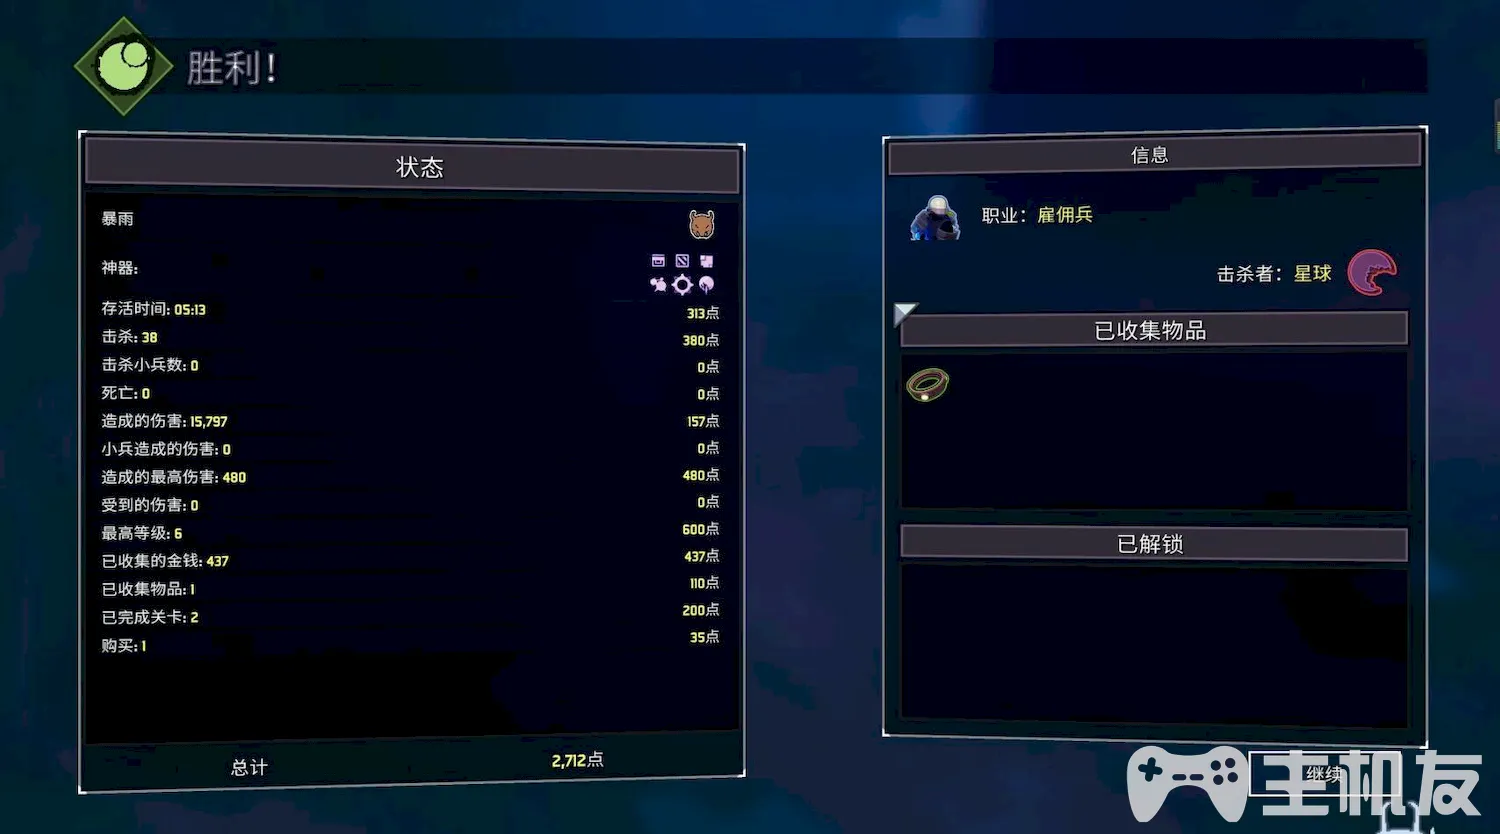 胜利!
状态
暴雨
神器:
存活时间: 05:13 313点
击杀: 38 380点
击杀小兵数: 0 0点
死亡: 0 0点
造成的伤害: 15,797 157点
小兵造成的伤害: 0 0点
造成的最高伤害: 480 480点
受到的伤害: 0 0点
最高等级: 6 600点
已收集的金钱: 437 437点
已收集物品: 1 110点
已完成关卡: 2 200点
购买: 1 35点
总计 2,712点
信息
职业: 雇佣兵
击杀者: 星球
已收集物品
已解锁
继续
主机友